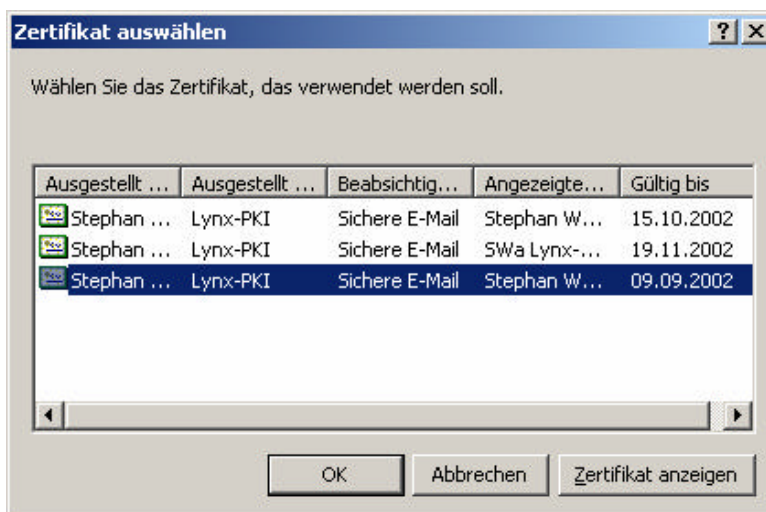 Zertifikat auswählen
Wählen Sie das Zertifikat, das verwendet werden soll.
Ausgestellt ... Ausgestellt ... Beabsichtig... Angezeigte... Gültig bis
Stephan ... Lynx-PKI Sichere E-Mail Stephan W... 15.10.2002
Stephan ... Lynx-PKI Sichere E-Mail SWa Lynx-... 19.11.2002
Stephan ... Lynx-PKI Sichere E-Mail Stephan W... 09.09.2002
OK Abbrechen Zertifikat anzeigen